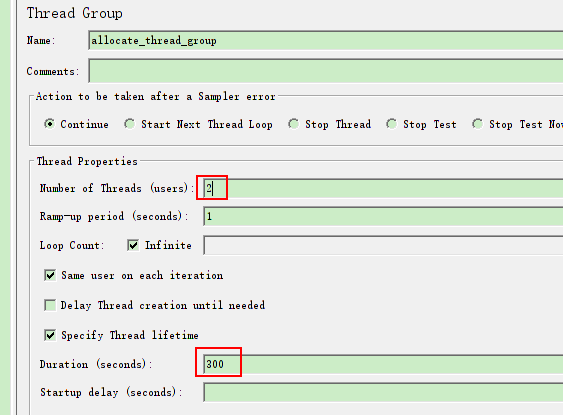 Thread Group
Name: allocate_thread_group
Comments:
Action to be taken after a Sampler error
Continue Start Next Thread Loop Stop Thread Stop Test Stop Test Now
Thread Properties
Number of Threads (users): 2
Ramp-up period (seconds): 1
Loop Count: Infinite
Same user on each iteration
Delay Thread creation until needed
Specify Thread lifetime
Duration (seconds): 300
Startup delay (seconds):